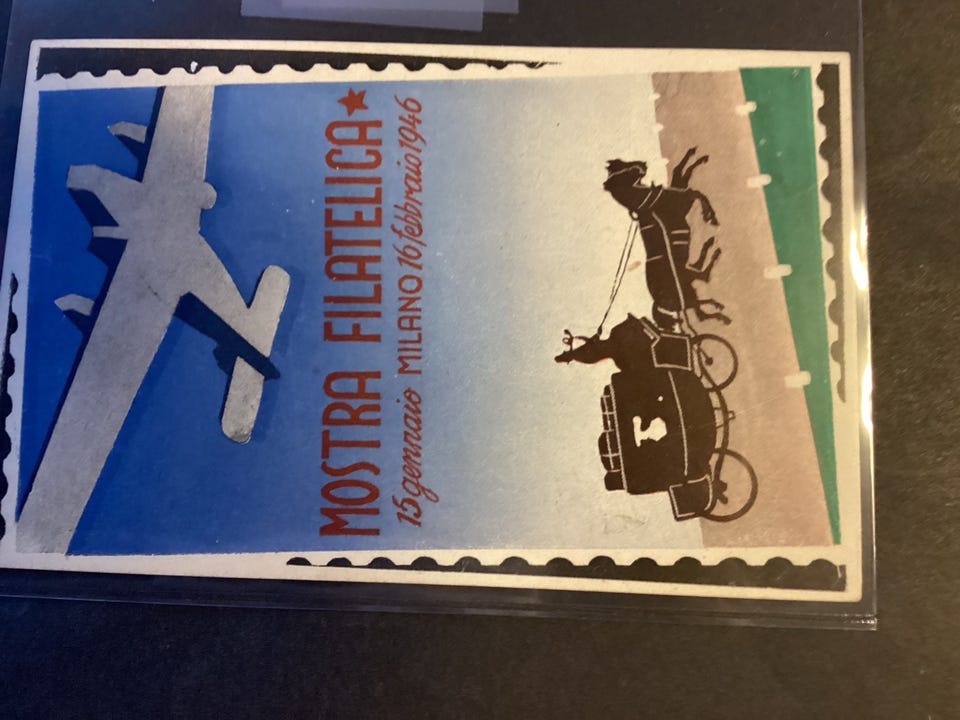 MOSTRA FILATELICA★
15 gennaio MILANO 16 febbraio 1946